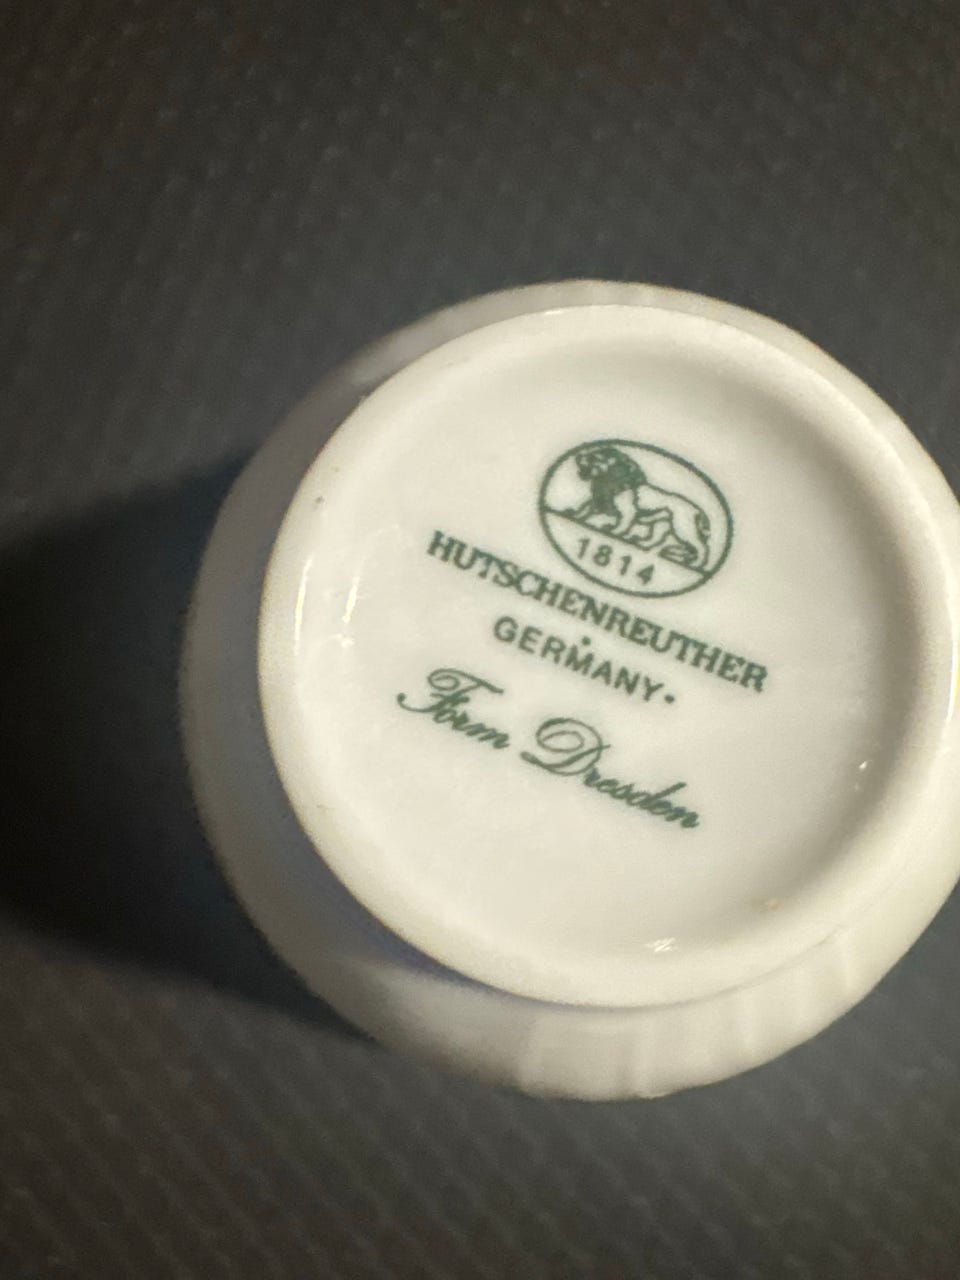 1814
HUTSCHENREUTHER
GERMANY
Form Dresden